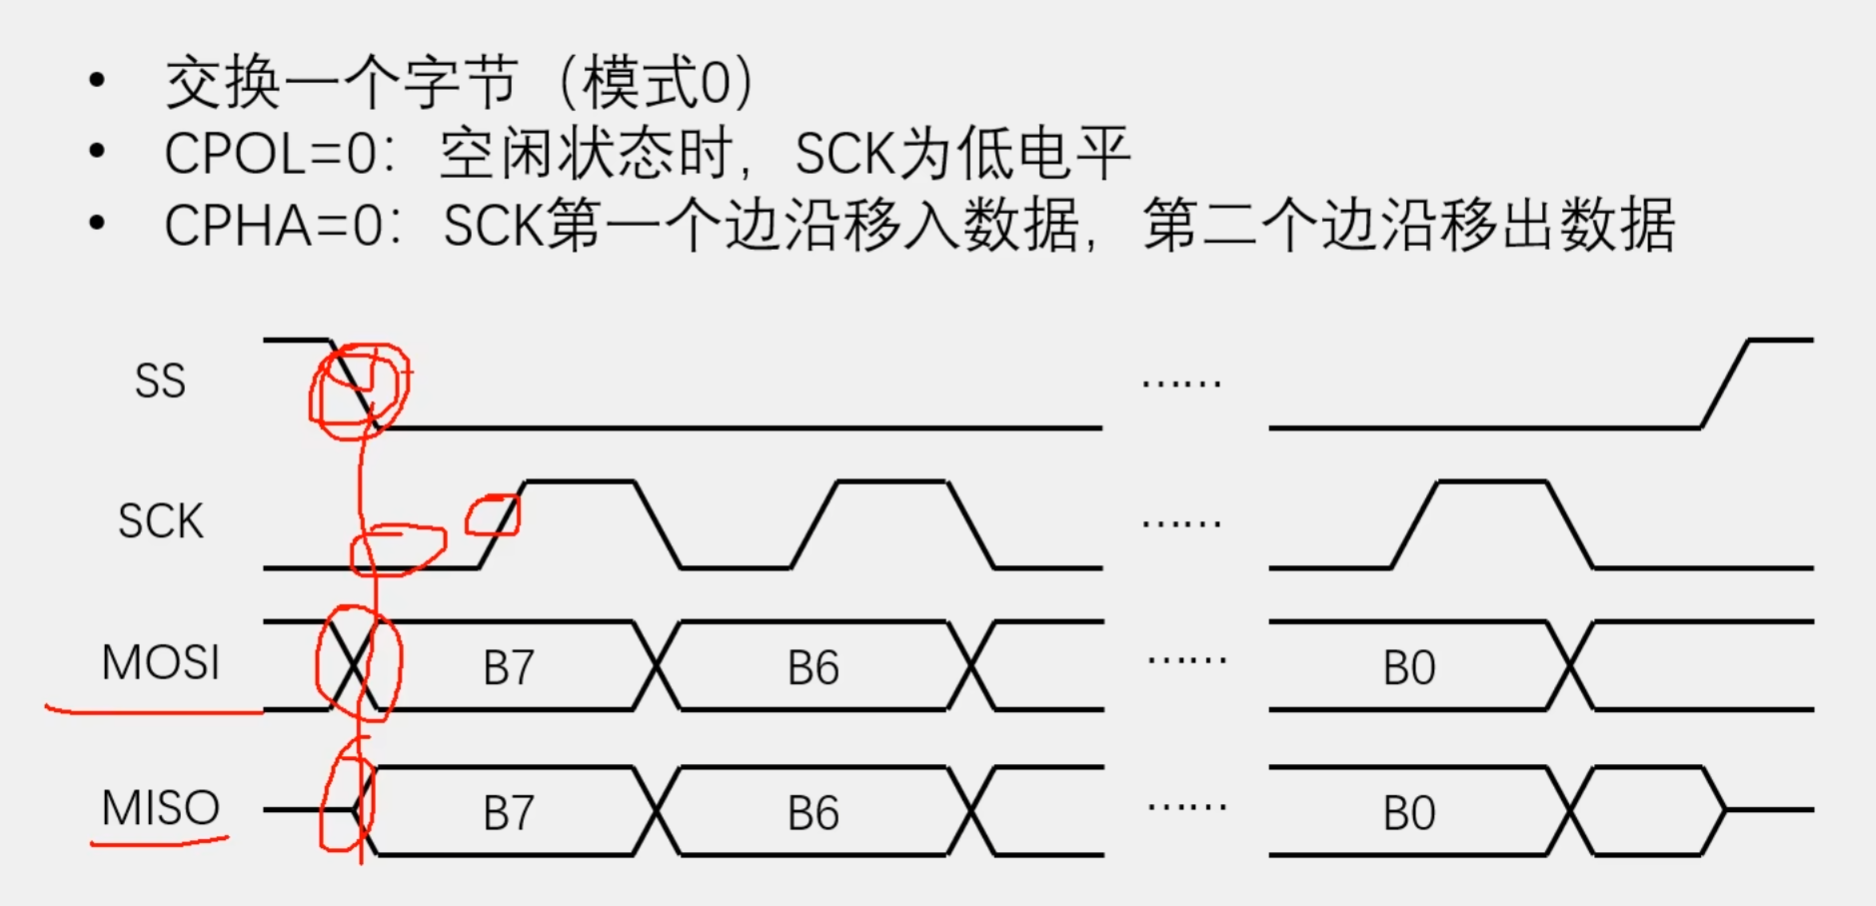 • 交换一个字节（模式0）
• CPOL=0：空闲状态时，SCK为低电平
• CPHA=0：SCK第一个边沿移入数据，第二个边沿移出数据
SS ……
SCK ……
MOSI B7 B6 …… B0
MISO B7 B6 …… B0